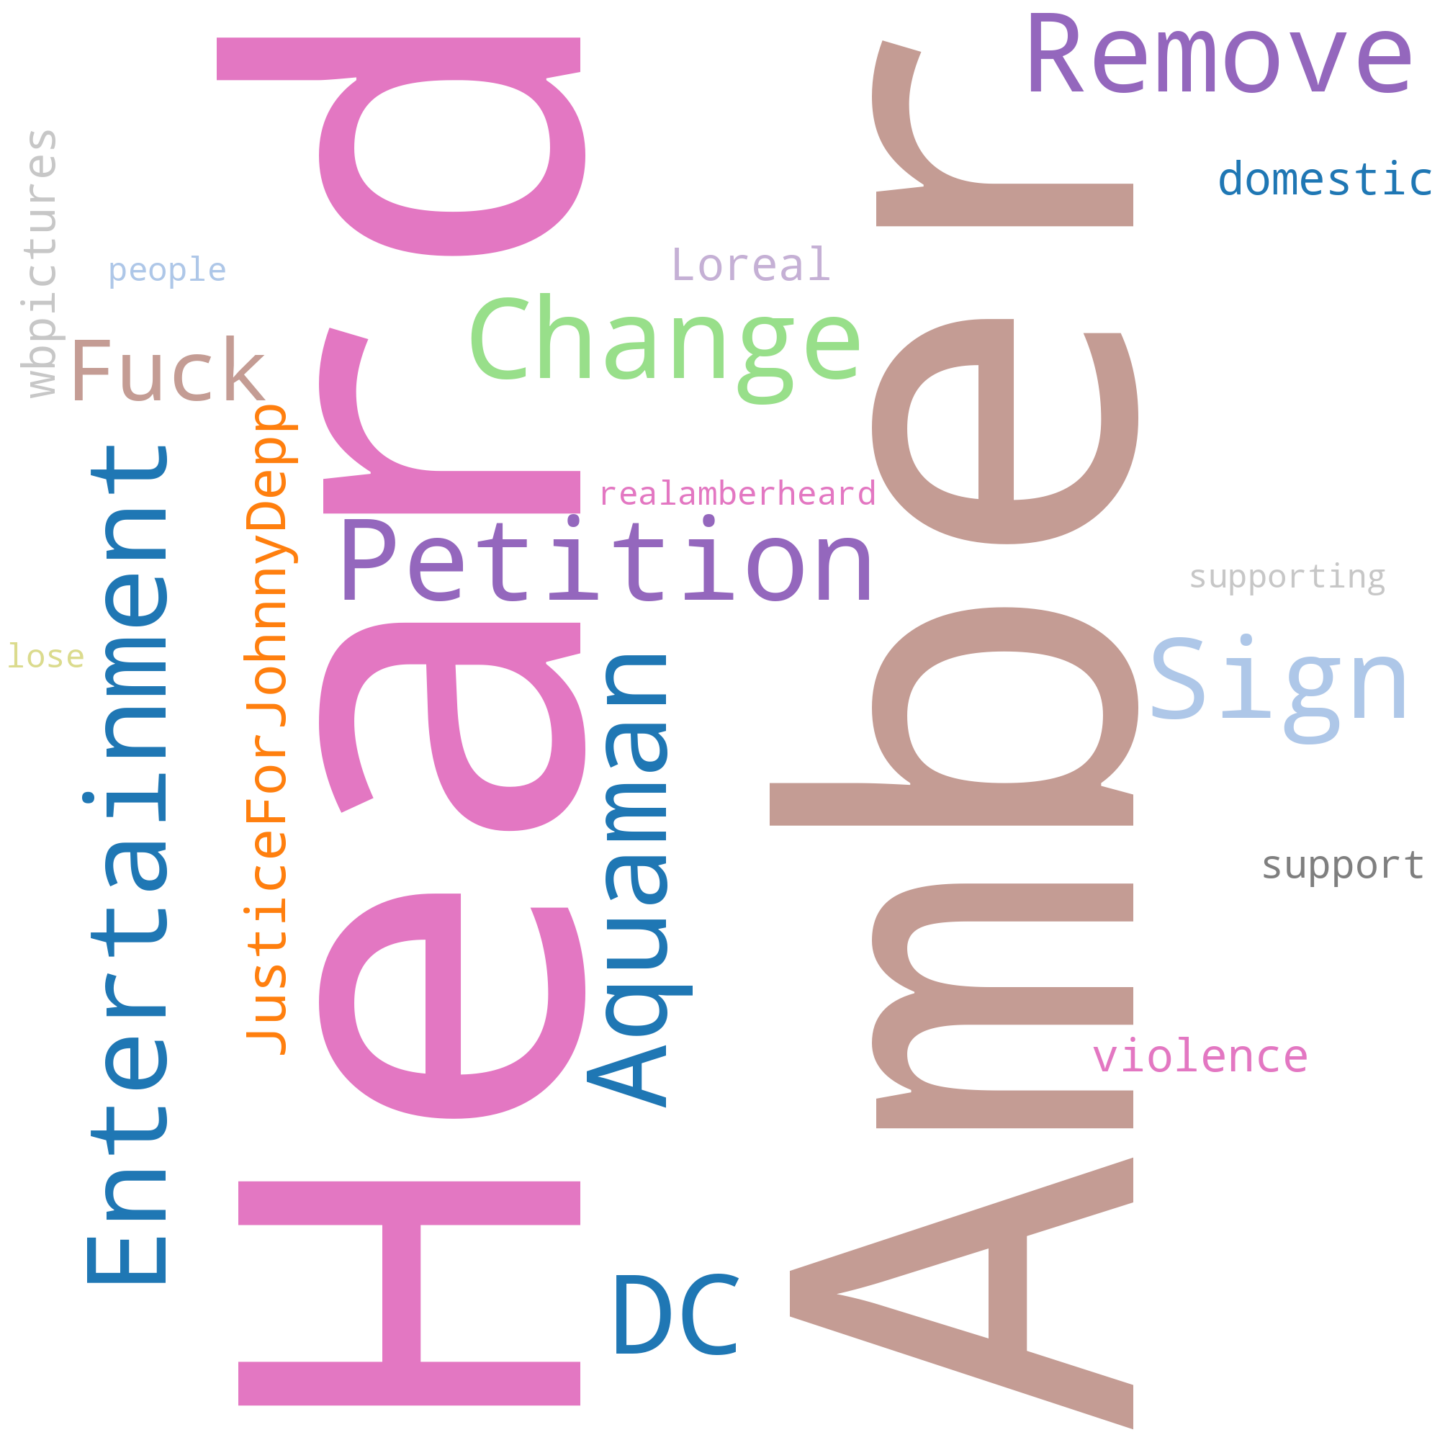 Remove
domestic
wbpictures
people
Loreal
Change
Fuck
realamberheard
JusticeForJohnnyDepp
Entertainment
Heard
Amber
Petition
supporting
lose
Sign
Aquaman
support
violence
DC